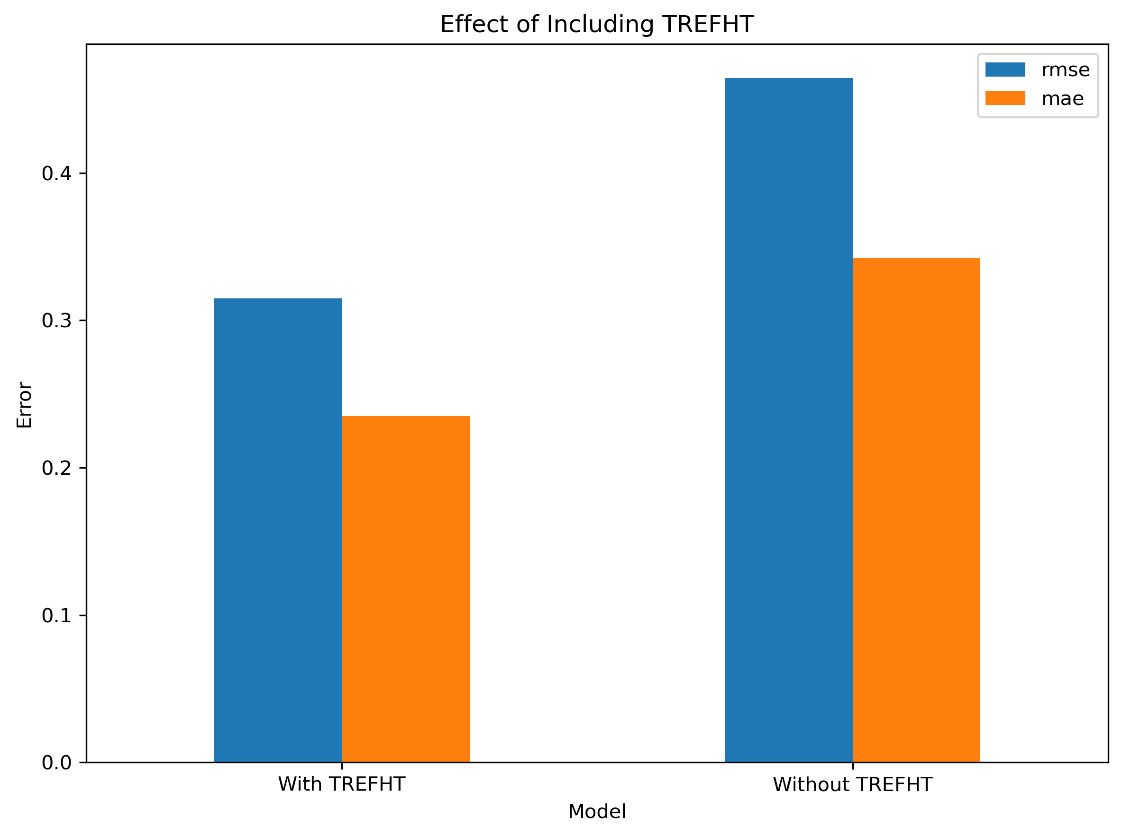 Effect of Including TREFHT
rmse
mae
0.4
0.3
0.2
0.1
0.0
Error
With TREFHT
Without TREFHT
Model